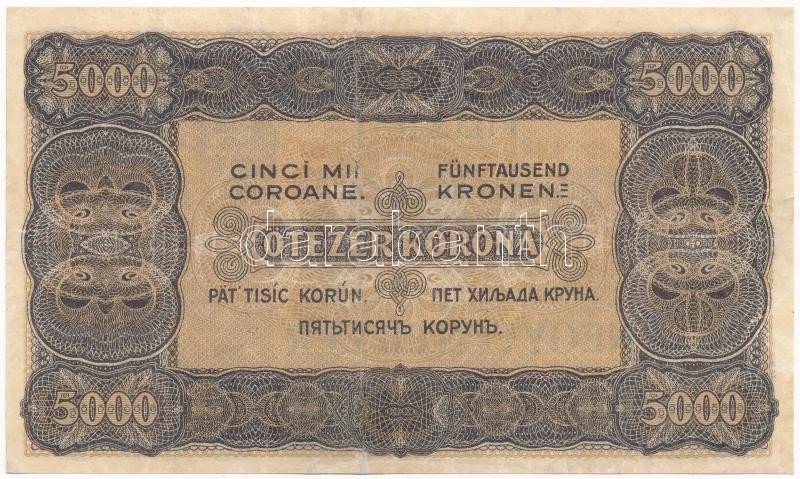 5000 5000
CINCI MII
COROANE.
FÜNFTAUSEND
KRONEN.
ÖTEZER KORONA
darabanth
PÄT' TISÍC KORÚN. ПЕТ ХИЉАДА КРУНА.
ПЯТЬТИСЯЧЪ КОРУНЪ.
5000 5000